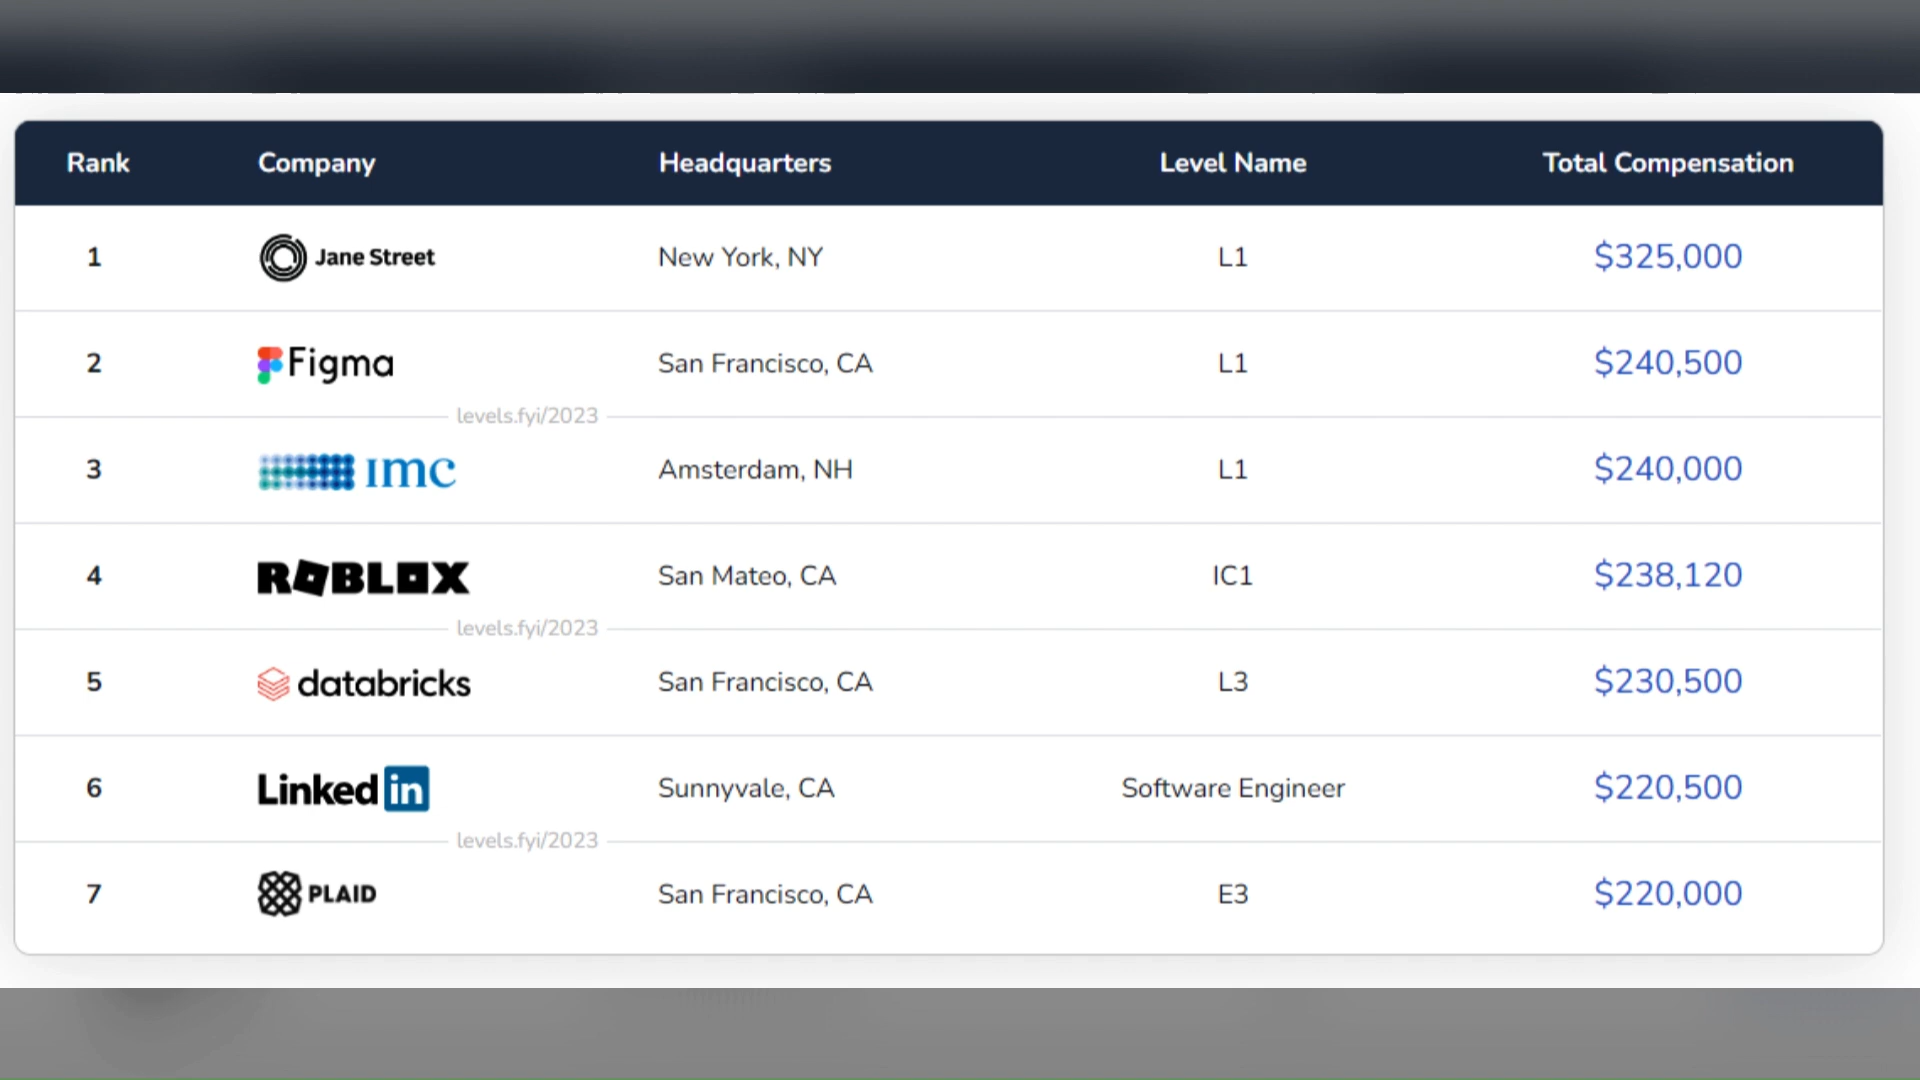 Rank Company Headquarters Level Name Total Compensation
1 Jane Street New York, NY L1 $325,000
2 Figma San Francisco, CA L1 $240,500
levels.fyi/2023
3 imc Amsterdam, NH L1 $240,000
4 ROBLOX San Mateo, CA IC1 $238,120
levels.fyi/2023
5 databricks San Francisco, CA L3 $230,500
6 Linkedin Sunnyvale, CA Software Engineer $220,500
levels.fyi/2023
7 PLAID San Francisco, CA E3 $220,000